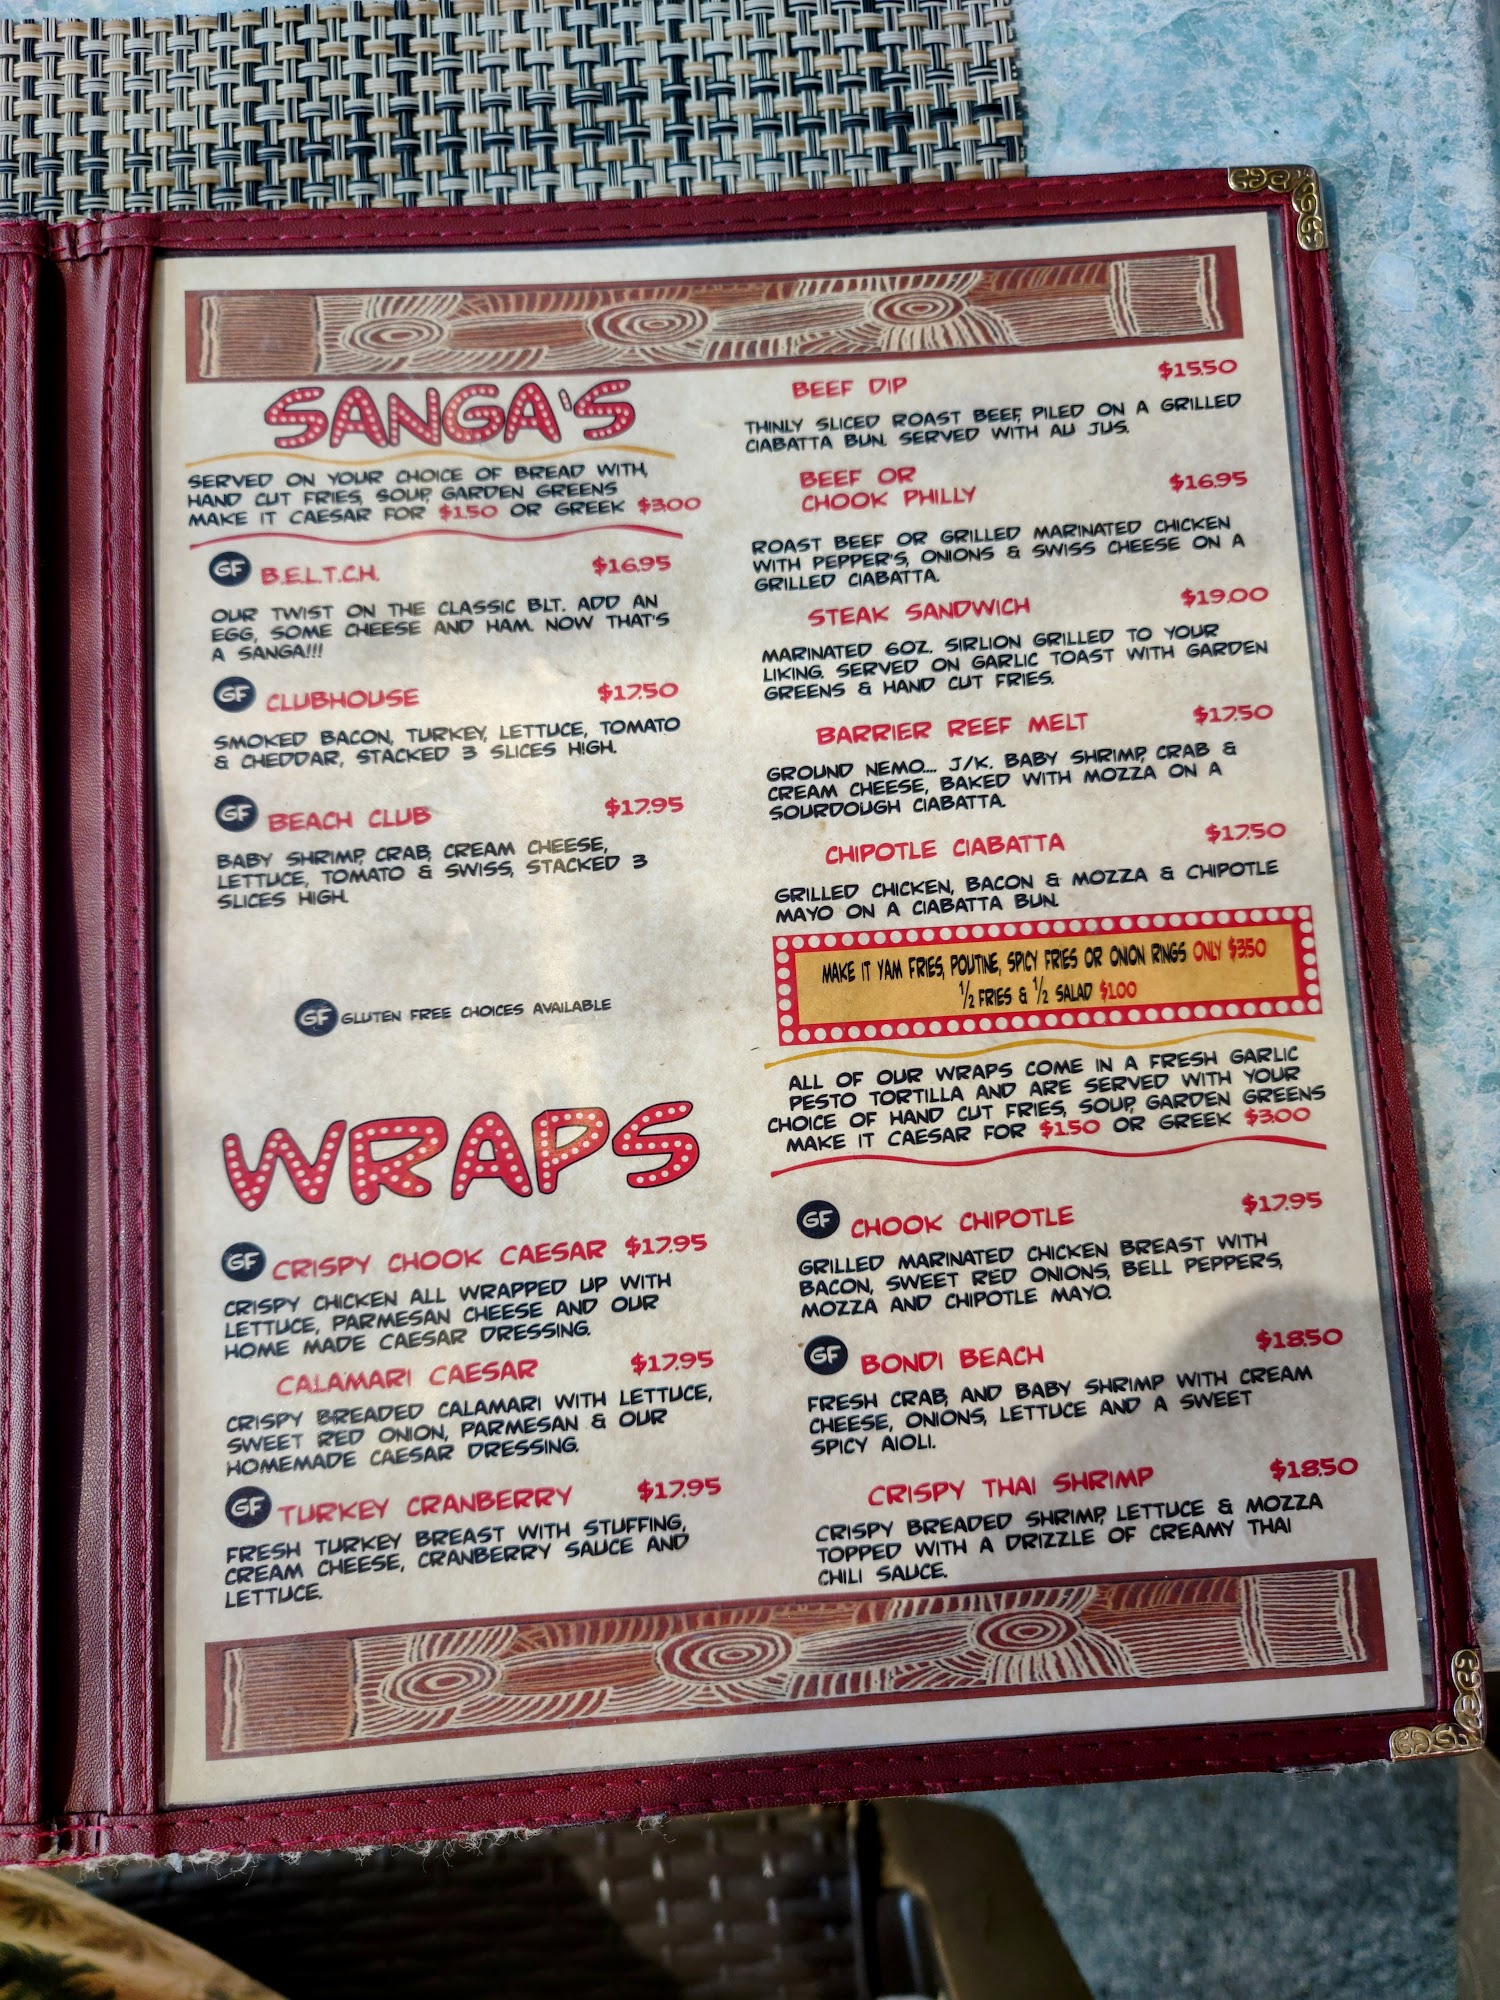 SANGA'S
SERVED ON YOUR CHOICE OF BREAD WITH,
HAND CUT FRIES, SOUP, GARDEN GREENS
MAKE IT CAESAR FOR $1.50 OR GREEK $3.00
GF B.E.L.T.C.H. $16.95
OUR TWIST ON THE CLASSIC BLT. ADD AN
EGG, SOME CHEESE AND HAM. NOW THAT'S
A SANGA!!!
GF CLUBHOUSE $17.50
SMOKED BACON, TURKEY, LETTUCE, TOMATO
& CHEDDAR, STACKED 3 SLICES HIGH.
GF BEACH CLUB $17.95
BABY SHRIMP, CRAB, CREAM CHEESE,
LETTUCE, TOMATO & SWISS, STACKED 3
SLICES HIGH.
GF GLUTEN FREE CHOICES AVAILABLE
BEEF DIP $15.50
THINLY SLICED ROAST BEEF, PILED ON A GRILLED
CIABATTA BUN. SERVED WITH AU JUS.
BEEF OR
CHOOK PHILLY $16.95
ROAST BEEF OR GRILLED MARINATED CHICKEN
WITH PEPPER'S, ONIONS & SWISS CHEESE ON A
GRILLED CIABATTA.
STEAK SANDWICH $19.00
MARINATED 6OZ. SIRLION GRILLED TO YOUR
LIKING. SERVED ON GARLIC TOAST WITH GARDEN
GREENS & HAND CUT FRIES.
BARRIER REEF MELT $17.50
GROUND NEMO... J/K. BABY SHRIMP, CRAB &
CREAM CHEESE, BAKED WITH MOZZA ON A
SOURDOUGH CIABATTA.
CHIPOTLE CIABATTA $17.50
GRILLED CHICKEN, BACON & MOZZA & CHIPOTLE
MAYO ON A CIABATTA BUN.
MAKE IT YAM FRIES, POUTINE, SPICY FRIES OR ONION RINGS ONLY $3.50
1/2 FRIES & 1/2 SALAD $1.00
WRAPS
ALL OF OUR WRAPS COME IN A FRESH GARLIC
PESTO TORTILLA AND ARE SERVED WITH YOUR
CHOICE OF HAND CUT FRIES, SOUP, GARDEN GREENS
MAKE IT CAESAR FOR $1.50 OR GREEK $3.00
GF CRISPY CHOOK CAESAR $17.95
CRISPY CHICKEN ALL WRAPPED UP WITH
LETTUCE, PARMESAN CHEESE AND OUR
HOME MADE CAESAR DRESSING.
CALAMARI CAESAR $17.95
CRISPY BREADED CALAMARI WITH LETTUCE,
SWEET RED ONION, PARMESAN & OUR
HOMEMADE CAESAR DRESSING.
GF TURKEY CRANBERRY $17.95
FRESH TURKEY BREAST WITH STUFFING,
CREAM CHEESE, CRANBERRY SAUCE AND
LETTUCE.
GF CHOOK CHIPOTLE $17.95
GRILLED MARINATED CHICKEN BREAST WITH
BACON, SWEET RED ONIONS, BELL PEPPERS,
MOZZA AND CHIPOTLE MAYO.
GF BONDI BEACH $18.50
FRESH CRAB, AND BABY SHRIMP WITH CREAM
CHEESE, ONIONS, LETTUCE AND A SWEET
SPICY AIOLI.
CRISPY THAI SHRIMP $18.50
CRISPY BREADED SHRIMP, LETTUCE & MOZZA
TOPPED WITH A DRIZZLE OF CREAMY THAI
CHILI SAUCE.